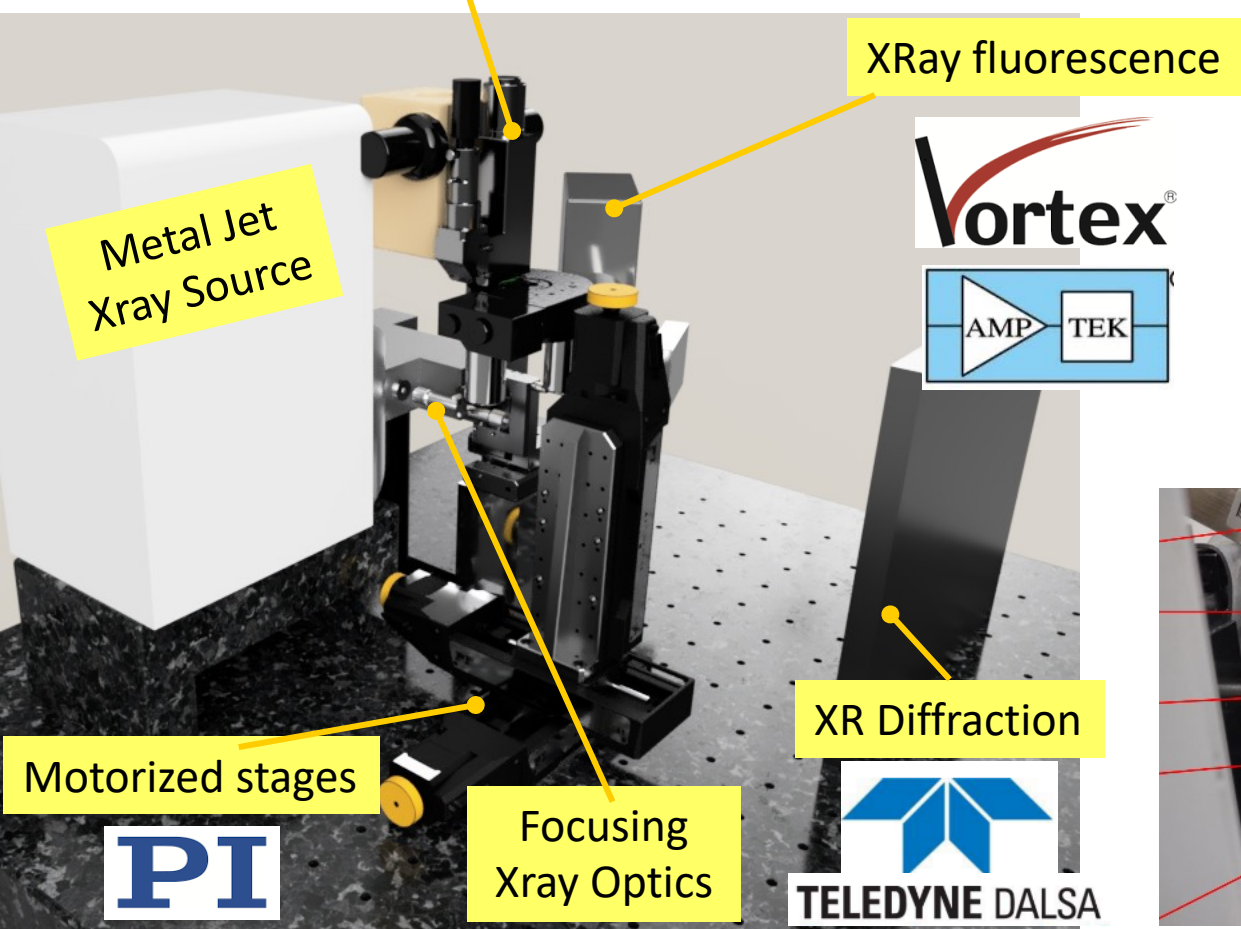 XRay fluorescence
Vortex®
AMP TEK
Metal Jet
Xray Source
XR Diffraction
Motorized stages
Focusing
Xray Optics
PI
TELEDYNE DALSA